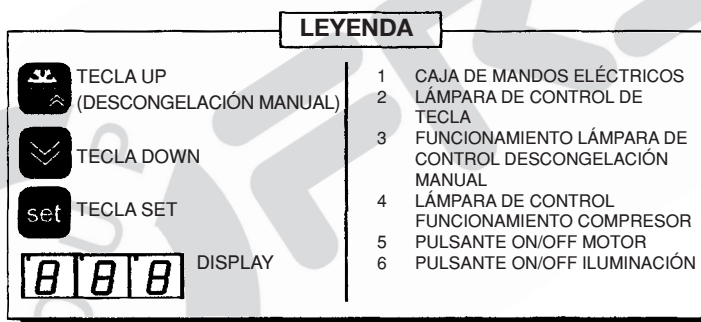 LEYENDA
TECLA UP
(DESCONGELACIÓN MANUAL)
TECLA DOWN
set TECLA SET
888 DISPLAY
1 CAJA DE MANDOS ELÉCTRICOS
2 LÁMPARA DE CONTROL DE
TECLA
3 FUNCIONAMIENTO LÁMPARA DE
CONTROL DESCONGELACIÓN
MANUAL
4 LÁMPARA DE CONTROL
FUNCIONAMIENTO COMPRESOR
5 PULSANTE ON/OFF MOTOR
6 PULSANTE ON/OFF ILUMINACIÓN